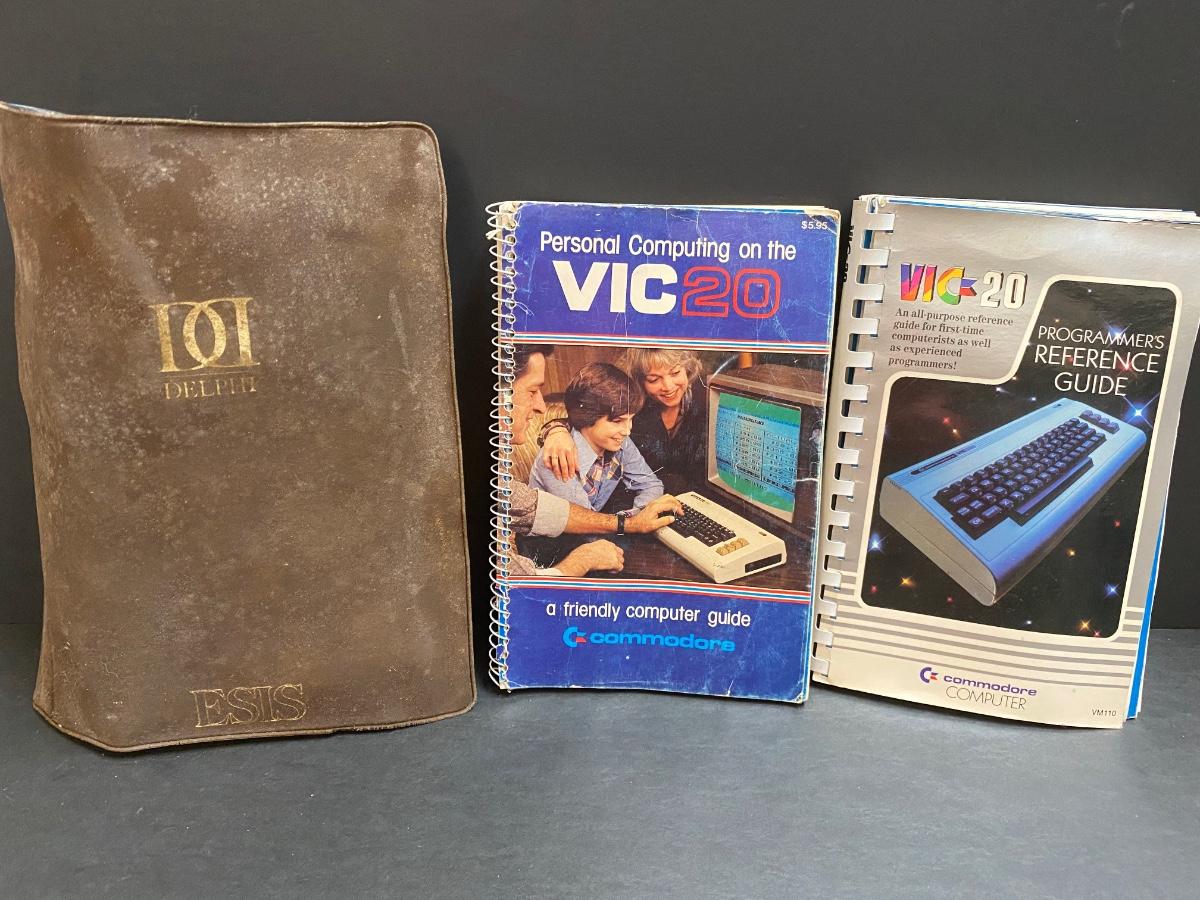 DELPHI
ESIS
$5.95
Personal Computing on the
VIC 20
a friendly computer guide
commodore
VIC-20
An all-purpose reference
guide for first-time
computerists as well
as experienced
programmers!
PROGRAMMER'S
REFERENCE
GUIDE
commodore
COMPUTER
VM110